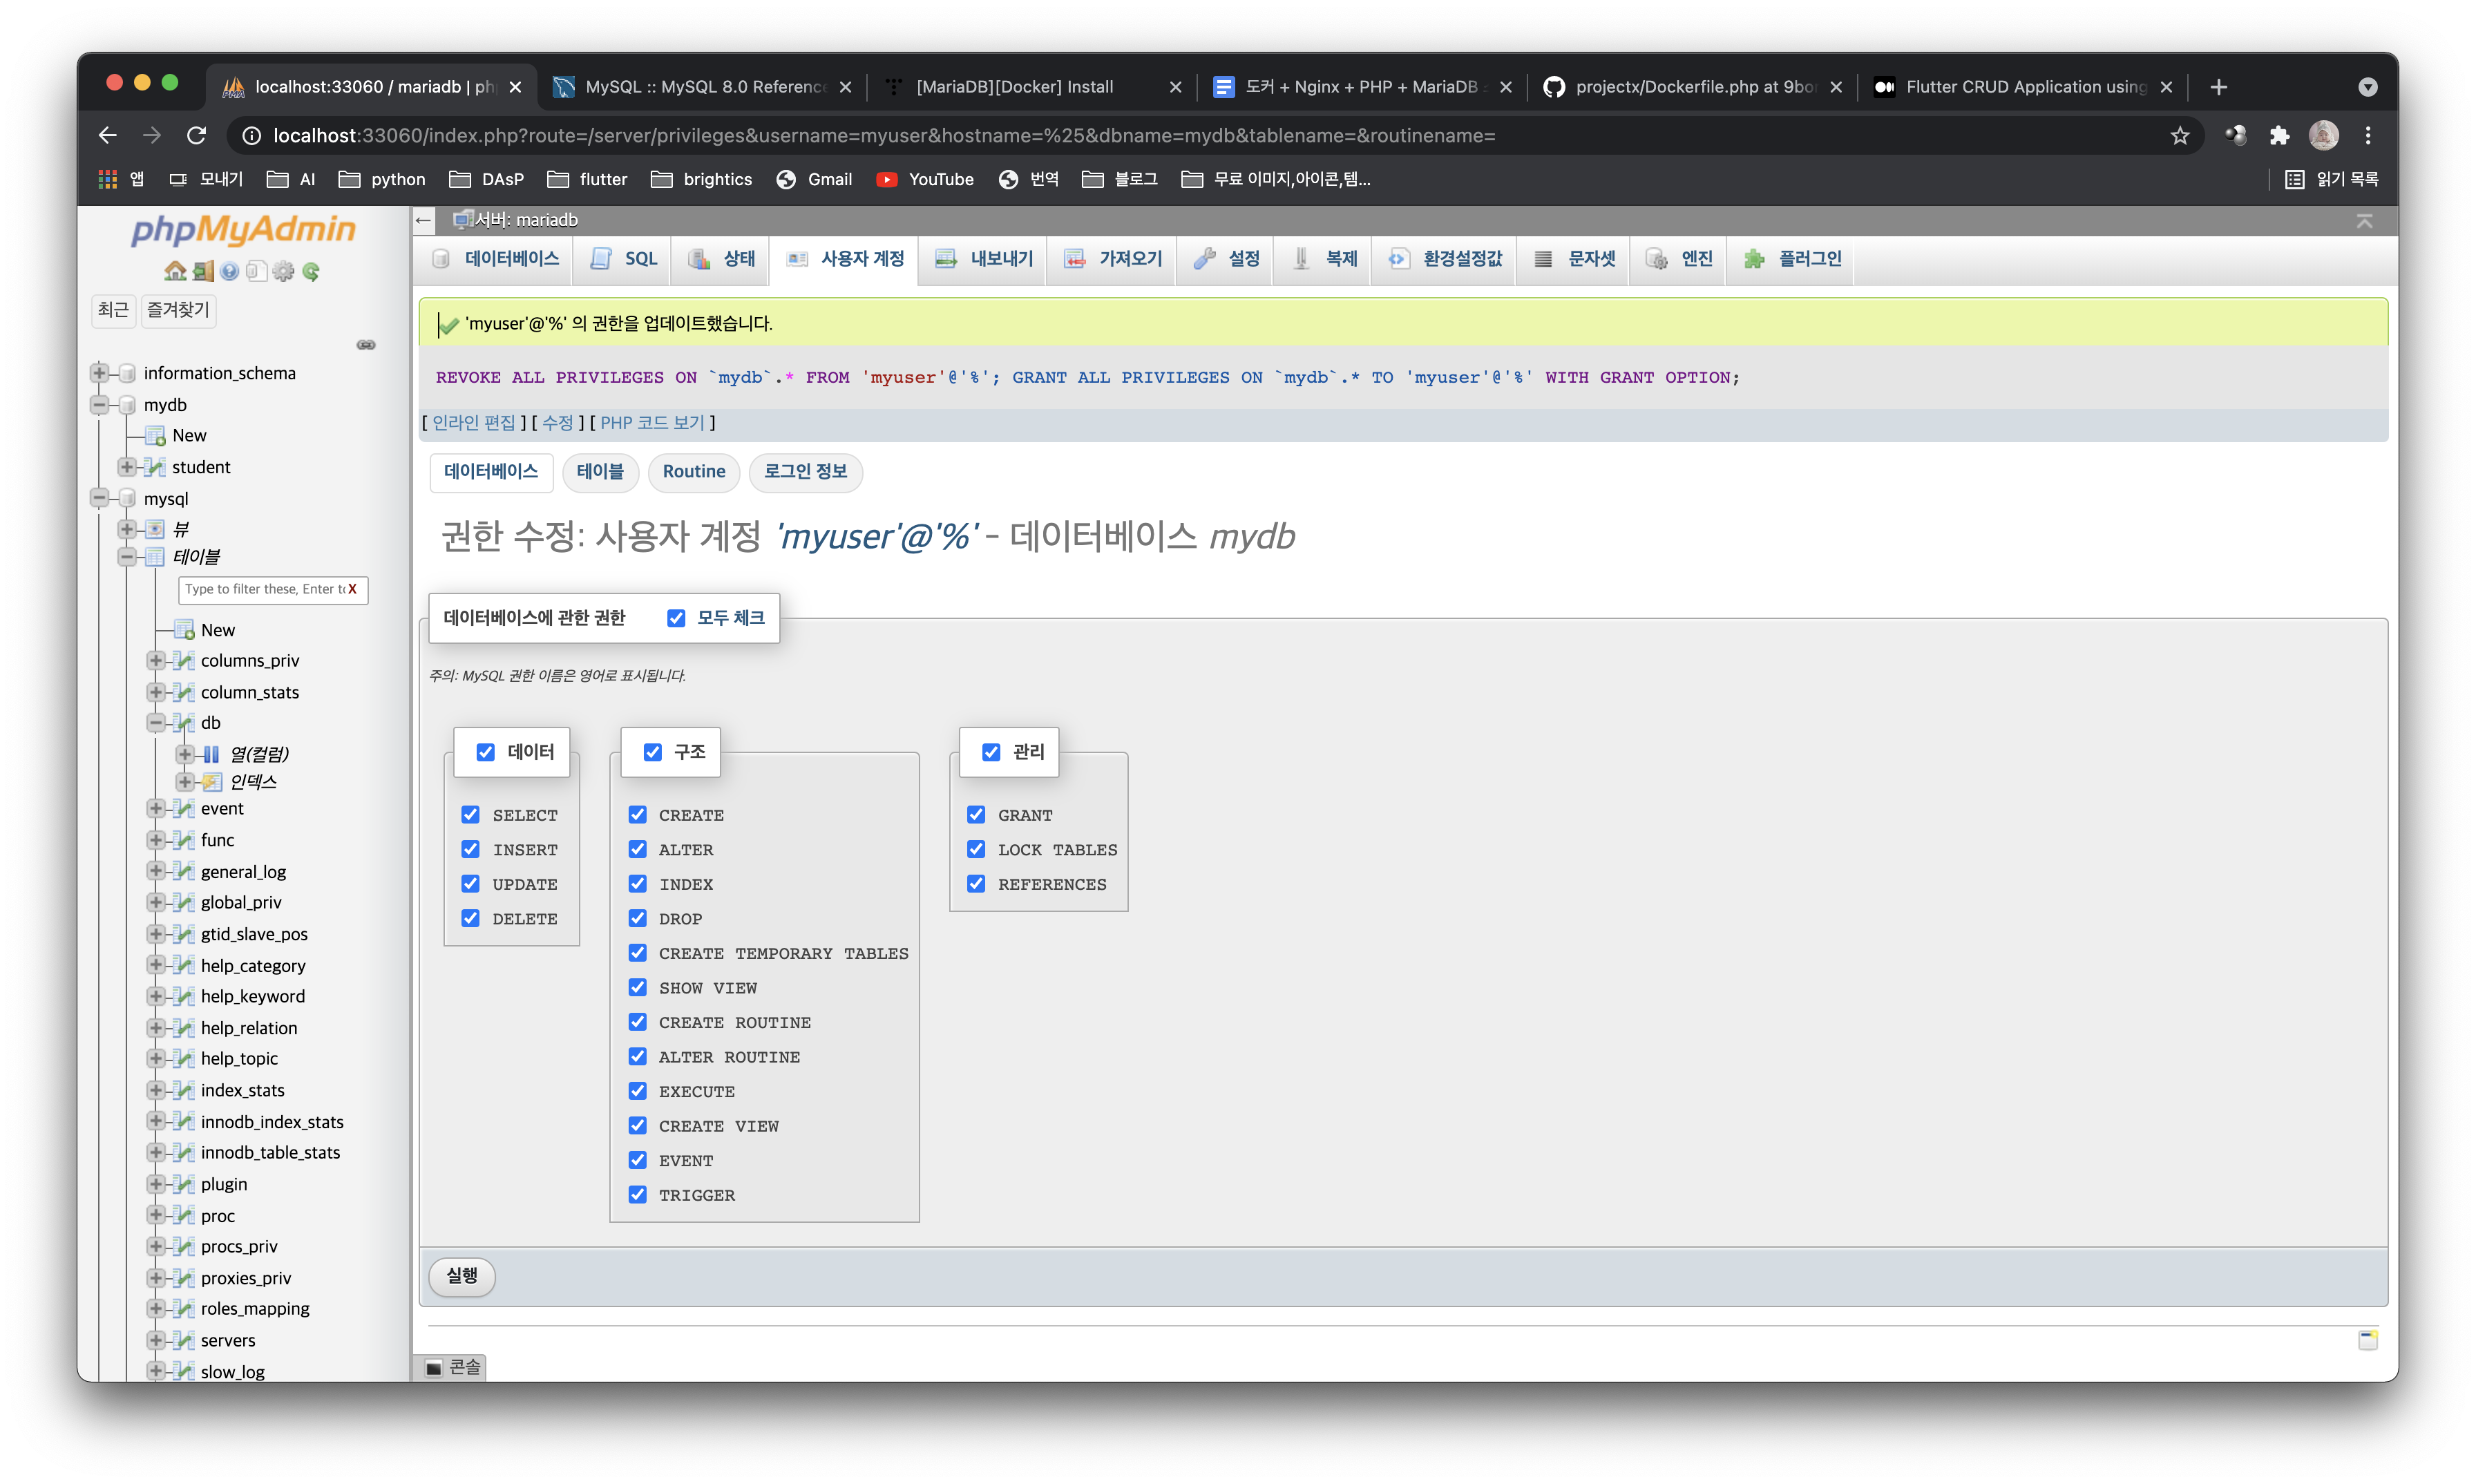 localhost:33060 / mariadb | ph
MySQL :: MySQL 8.0 Reference
[MariaDB][Docker] Install
도커 + Nginx + PHP + MariaDB
projectx/Dockerfile.php at 9bor
Flutter CRUD Application using
localhost:33060/index.php?route=/server/privileges&username=myuser&hostname=%25&dbname=mydb&tablename=&routinename=
앱 모내기 AI python DAsP flutter brightics Gmail YouTube 번역 블로그 무료 이미지,아이콘,템... 읽기 목록
phpMyAdmin
최근 즐겨찾기
information_schema
mydb
New
student
mysql
뷰
테이블
Type to filter these, Enter to X
New
columns_priv
column_stats
db
열(컬럼)
인덱스
event
func
general_log
global_priv
gtid_slave_pos
help_category
help_keyword
help_relation
help_topic
index_stats
innodb_index_stats
innodb_table_stats
plugin
proc
procs_priv
proxies_priv
roles_mapping
servers
slow_log
서버: mariadb
데이터베이스 SQL 상태 사용자 계정 내보내기 가져오기 설정 복제 환경설정값 문자셋 엔진 플러그인
'myuser'@'%' 의 권한을 업데이트했습니다.
REVOKE ALL PRIVILEGES ON `mydb`.* FROM 'myuser'@'%'; GRANT ALL PRIVILEGES ON `mydb`.* TO 'myuser'@'%' WITH GRANT OPTION;
[ 인라인 편집 ] [ 수정 ] [ PHP 코드 보기 ]
데이터베이스 테이블 Routine 로그인 정보
권한 수정: 사용자 계정 'myuser'@'%' - 데이터베이스 mydb
데이터베이스에 관한 권한 모두 체크
주의: MySQL 권한 이름은 영어로 표시됩니다.
데이터
SELECT
INSERT
UPDATE
DELETE
구조
CREATE
ALTER
INDEX
DROP
CREATE TEMPORARY TABLES
SHOW VIEW
CREATE ROUTINE
ALTER ROUTINE
EXECUTE
CREATE VIEW
EVENT
TRIGGER
관리
GRANT
LOCK TABLES
REFERENCES
실행
콘솔